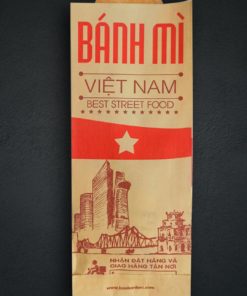 BÁNH MÌ
VIỆT NAM
BEST STREET FOOD
NHẬN ĐẶT HÀNG VÀ
GIAO HÀNG TẬN NƠI